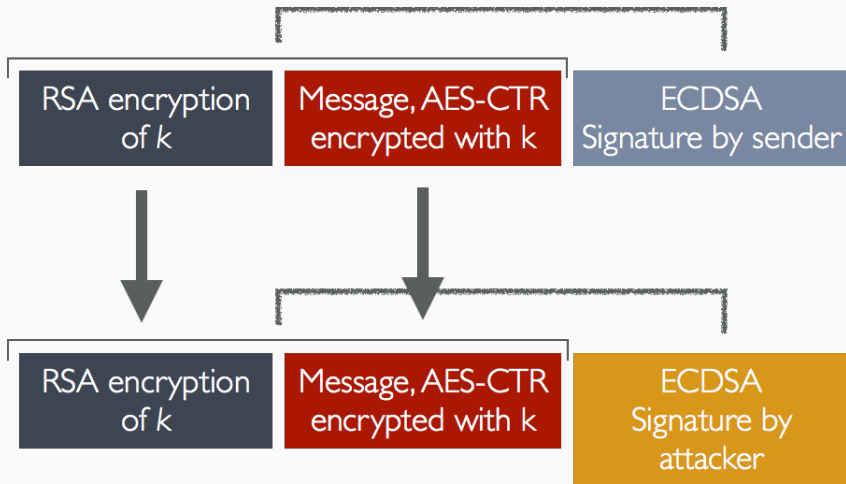 RSA encryption
of k
Message, AES-CTR
encrypted with k
ECDSA
Signature by sender
RSA encryption
of k
Message, AES-CTR
encrypted with k
ECDSA
Signature by
attacker